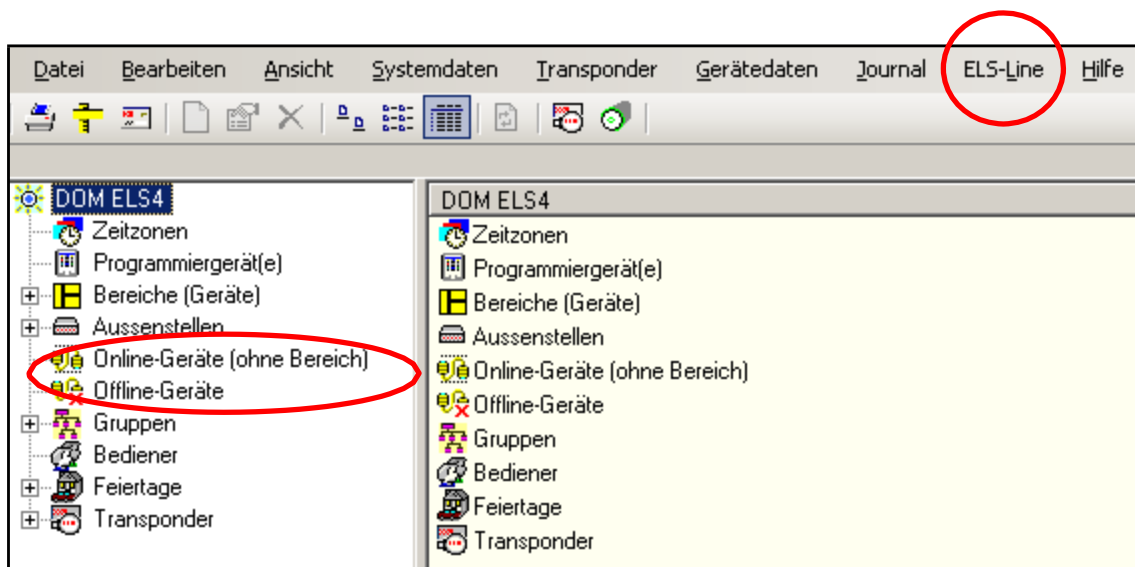 Datei Bearbeiten Ansicht Systemdaten Transponder Gerätedaten Journal ELS-Line Hilfe
DOM ELS4
Zeitzonen
Programmiergerät(e)
Bereiche (Geräte)
Aussenstellen
Online-Geräte (ohne Bereich)
Offline-Geräte
Gruppen
Bediener
Feiertage
Transponder
DOM ELS4
Zeitzonen
Programmiergerät(e)
Bereiche (Geräte)
Aussenstellen
Online-Geräte (ohne Bereich)
Offline-Geräte
Gruppen
Bediener
Feiertage
Transponder